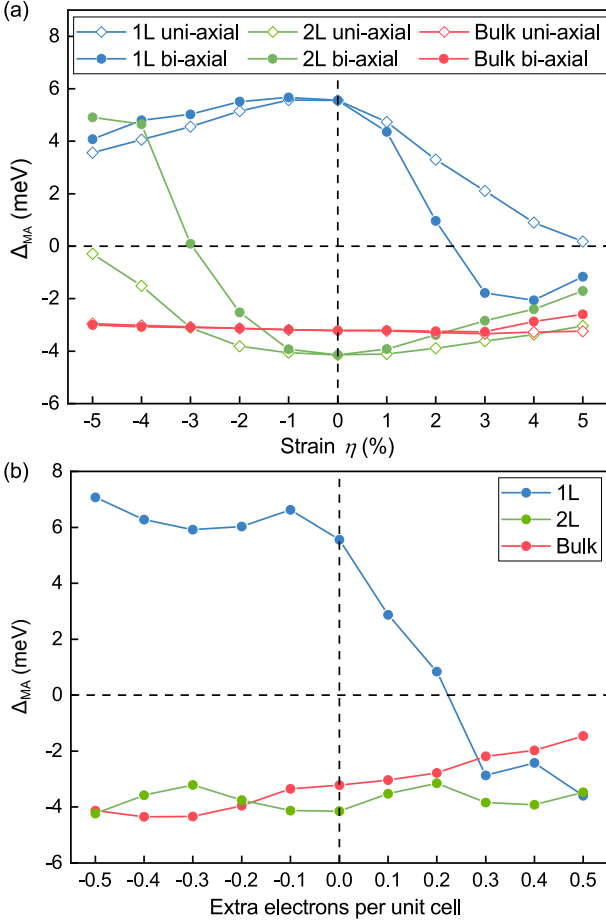 (a)
1L uni-axial 2L uni-axial Bulk uni-axial
1L bi-axial 2L bi-axial Bulk bi-axial
8
6
4
2
0
-2
-4
-6
ΔMA (meV)
-5 -4 -3 -2 -1 0 1 2 3 4 5
Strain η (%)
(b)
1L
2L
Bulk
8
6
4
2
0
-2
-4
-6
ΔMA (meV)
-0.5 -0.4 -0.3 -0.2 -0.1 0.0 0.1 0.2 0.3 0.4 0.5
Extra electrons per unit cell